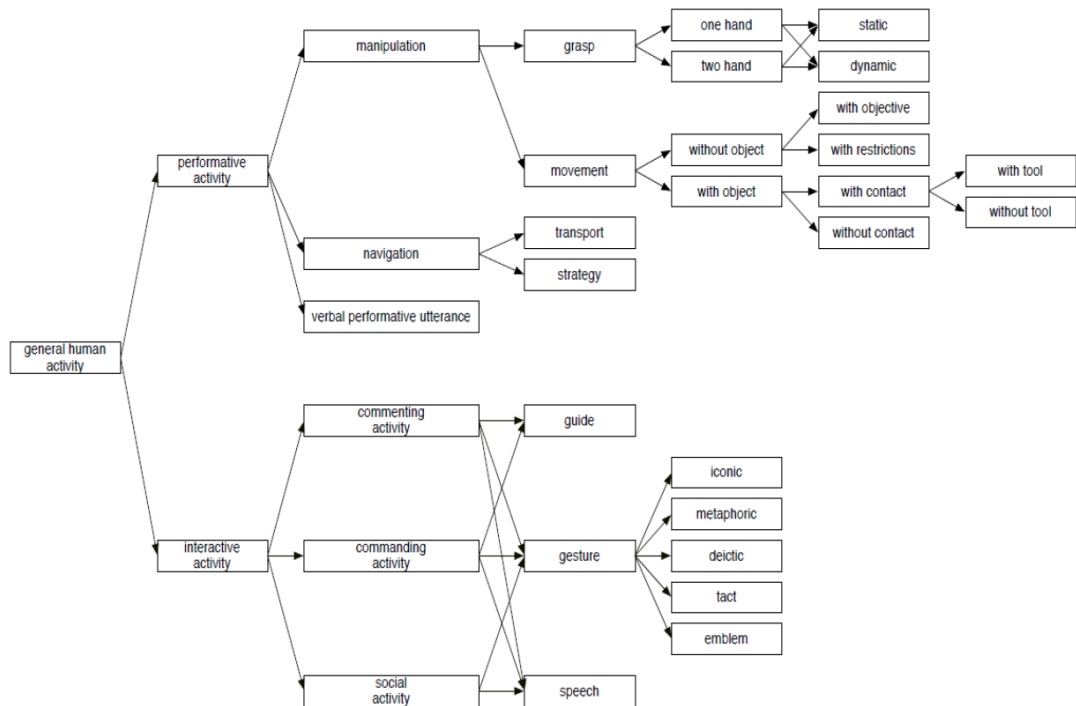 one hand
static
manipulation
grasp
two hand
dynamic
with objective
performative
activity
without object
with restrictions
movement
with tool
with object
with contact
without tool
transport
without contact
navigation
strategy
verbal performative utterance
general human
activity
commenting
activity
guide
iconic
metaphoric
interactive
activity
commanding
activity
gesture
deictic
tact
emblem
social
activity
speech